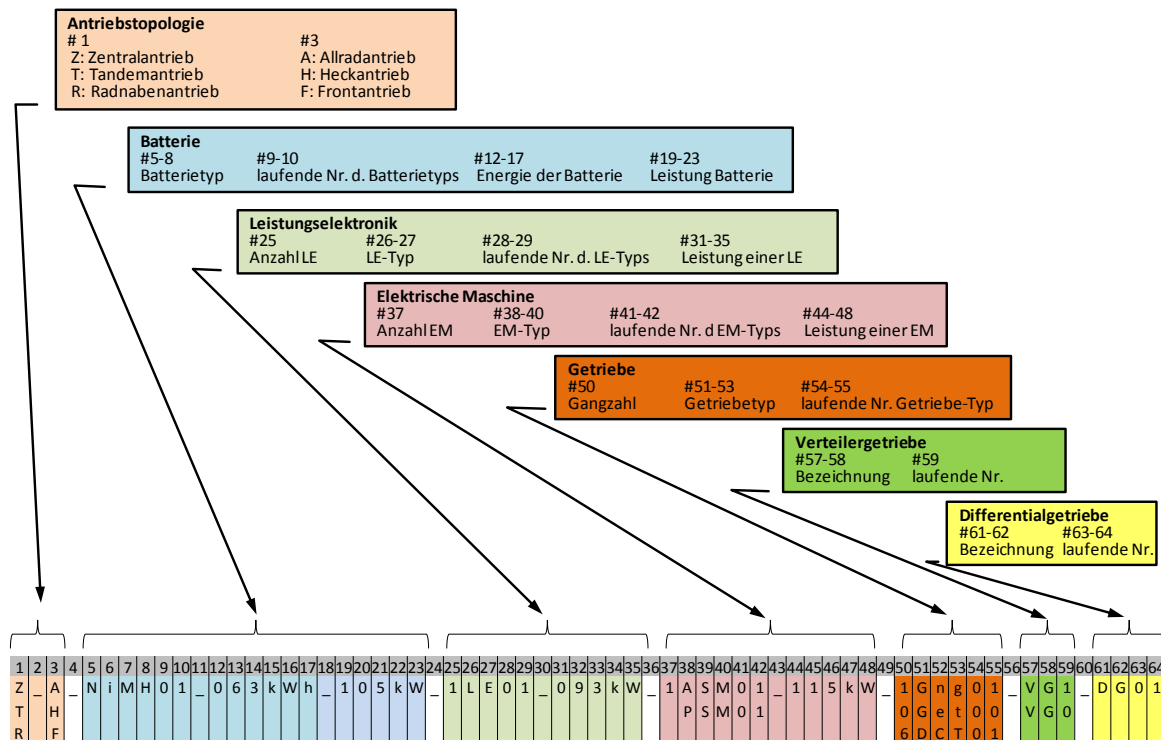 Antriebstopologie
# 1 #3
Z: Zentralantrieb A: Allradantrieb
T: Tandemantrieb H: Heckantrieb
R: Radnabenantrieb F: Frontantrieb
Batterie
#5-8 #9-10 #12-17 #19-23
Batterietyp laufende Nr. d. Batterietyps Energie der Batterie Leistung Batterie
Leistungselektronik
#25 #26-27 #28-29 #31-35
Anzahl LE LE-Typ laufende Nr. d. LE-Typs Leistung einer LE
Elektrische Maschine
#37 #38-40 #41-42 #44-48
Anzahl EM EM-Typ laufende Nr. d EM-Typs Leistung einer EM
Getriebe
#50 #51-53 #54-55
Gangzahl Getriebetyp laufende Nr. Getriebe-Typ
Verteilergetriebe
#57-58 #59
Bezeichnung laufende Nr.
Differentialgetriebe
#61-62 #63-64
Bezeichnung laufende Nr.
1 2 3 4 5 6 7 8 9 10 11 12 13 14 15 16 17 18 19 20 21 22 23 24 25 26 27 28 29 30 31 32 33 34 35 36 37 38 39 40 41 42 43 44 45 46 47 48 49 50 51 52 53 54 55 56 57 58 59 60 61 62 63 64
Z _ A _ N i M H 0 1 _ 0 6 3 k W h _ 1 0 5 k W _ 1 L E 0 1 _ 0 9 3 k W _ 1 A S M 0 1 _ 1 1 5 k W _ 1 G n g 0 1 _ V G 1 _ D G 0 1
T H P S M 0 1 0 G e t 0 0 V G 0
R F 6 D C T 0 1